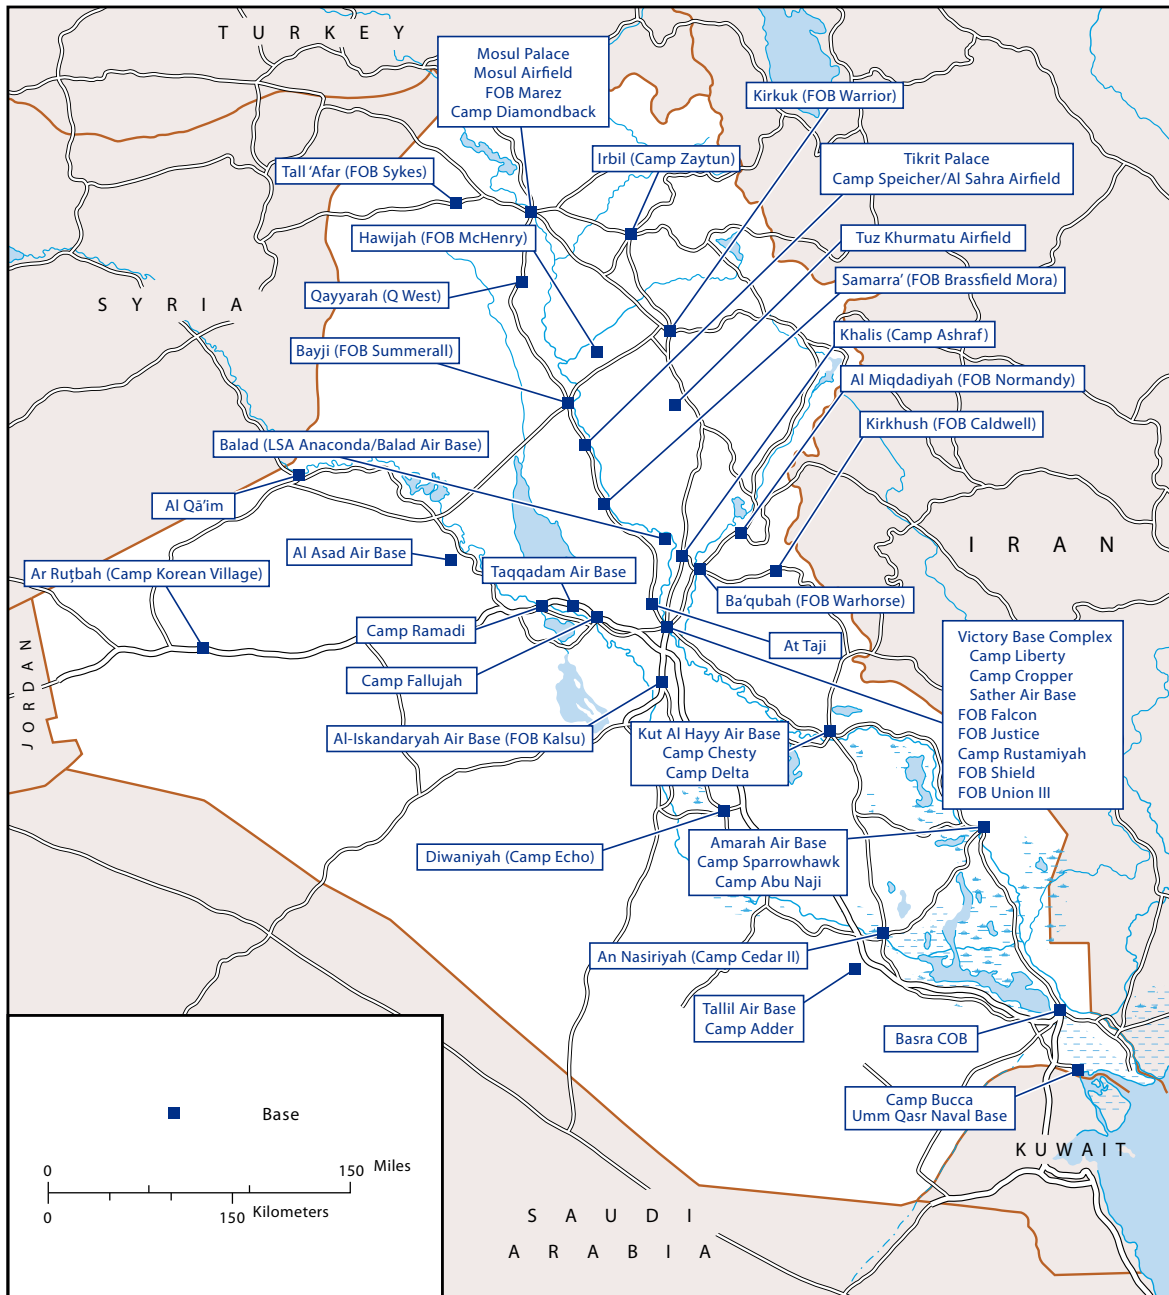 TURKEY
Mosul Palace
Mosul Airfield
FOB Marez
Camp Diamondback
Kirkuk (FOB Warrior)
Irbil (Camp Zaytun)
Tikrit Palace
Camp Speicher/Al Sahra Airfield
Tall ‘Afar (FOB Sykes)
Hawijah (FOB McHenry)
Tuz Khurmatu Airfield
Samarra’ (FOB Brassfield Mora)
Qayyarah (Q West)
SYRIA
Khalis (Camp Ashraf)
Bayji (FOB Summerall)
Al Miqdadiyah (FOB Normandy)
Kirkhush (FOB Caldwell)
Balad (LSA Anaconda/Balad Air Base)
Al Qā’im
IRAN
Al Asad Air Base
Ar Ruṭbah (Camp Korean Village)
Taqqadam Air Base
Ba‘qubah (FOB Warhorse)
Camp Ramadi
At Taji
Victory Base Complex
Camp Liberty
Camp Cropper
Sather Air Base
FOB Falcon
FOB Justice
Camp Rustamiyah
FOB Shield
FOB Union III
JORDAN
Camp Fallujah
Al-Iskandaryah Air Base (FOB Kalsu)
Kut Al Hayy Air Base
Camp Chesty
Camp Delta
Diwaniyah (Camp Echo)
Amarah Air Base
Camp Sparrowhawk
Camp Abu Naji
An Nasiriyah (Camp Cedar II)
Tallil Air Base
Camp Adder
Basra COB
Camp Bucca
Umm Qasr Naval Base
KUWAIT
SAUDI
ARABIA
Base
0 150 Miles
0 150 Kilometers